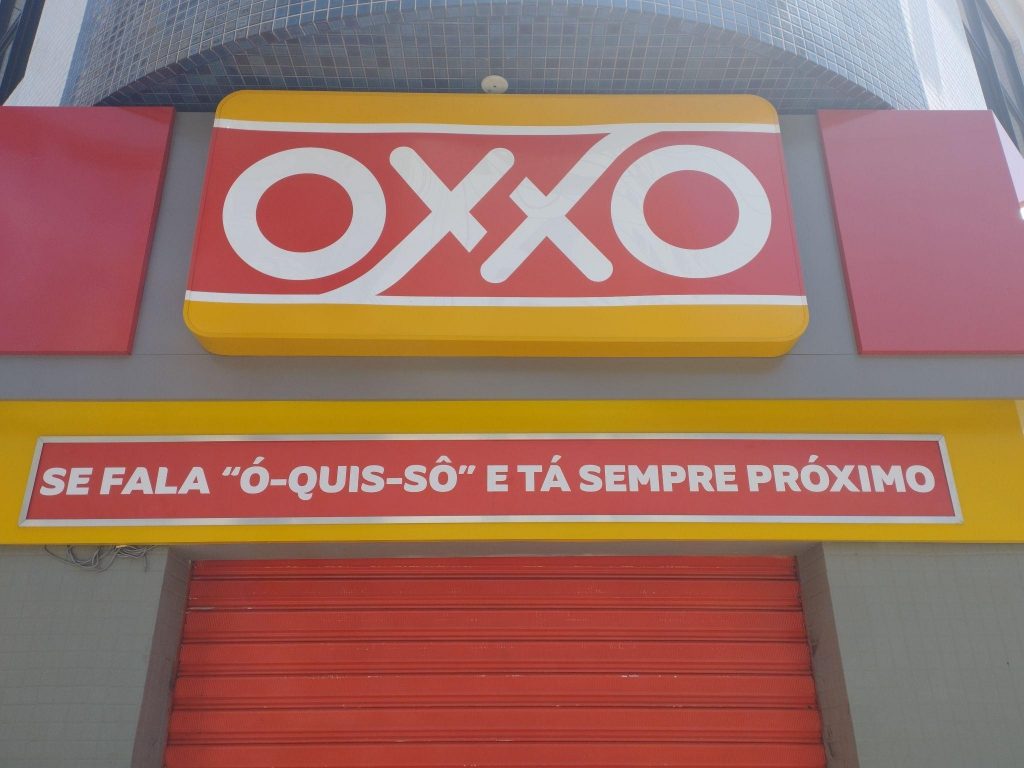 OXXO
SE FALA “Ó-QUIS-SÔ” E TÁ SEMPRE PRÓXIMO